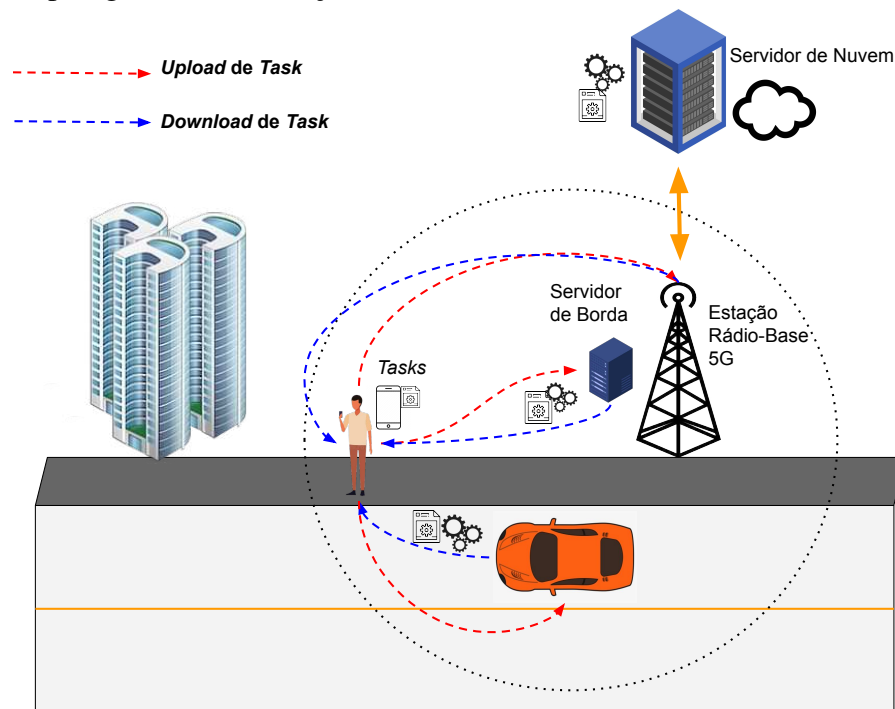 Upload de Task
Download de Task
Servidor de Nuvem
Servidor
de Borda
Estação
Rádio-Base
5G
Tasks